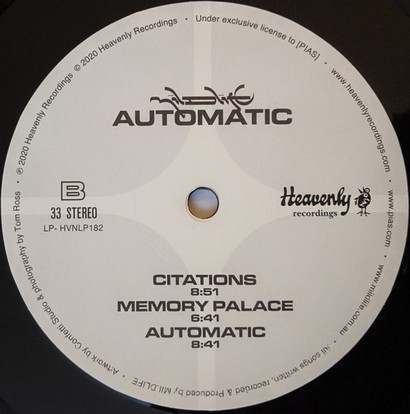 MILDLIFE
AUTOMATIC
B
33 STEREO
LP- HVNLP182
Heavenly
recordings
CITATIONS
8:51
MEMORY PALACE
6:41
AUTOMATIC
8:41
℗ 2020 Heavenly Recordings © 2020 Heavenly Recordings • Under exclusive license to [PIAS] • www.heavenlyrecordings.com • www.pias.com • www.mildlife.com.au • All songs written, recorded & Produced by MILDLIFE • Artwork by Confetti Studio & photography by Tom Ross •